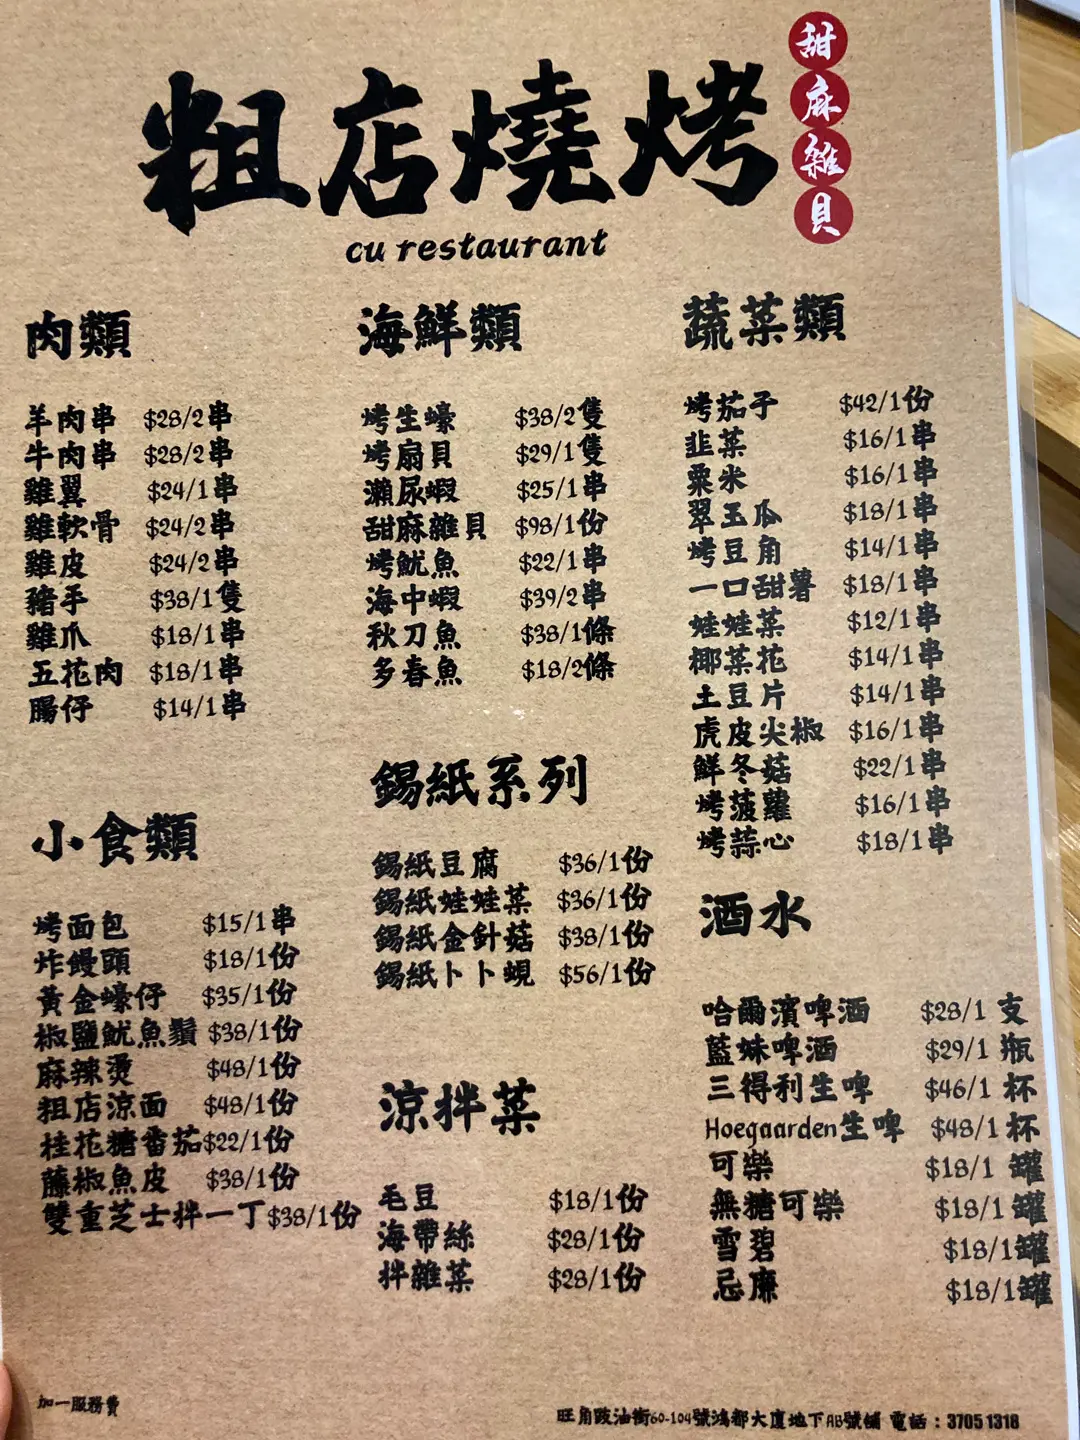 粗店燒烤
甜麻雜貝
cu restaurant
肉類
羊肉串 $28/2串
牛肉串 $28/2串
雞翼 $24/1串
雞軟骨 $24/2串
雞皮 $24/2串
豬手 $38/1隻
雞爪 $18/1串
五花肉 $18/1串
腸仔 $14/1串
小食類
烤面包 $15/1串
炸饅頭 $18/1份
黃金蠔仔 $35/1份
椒鹽魷魚鬚 $38/1份
麻辣燙 $48/1份
粗店涼面 $48/1份
桂花糖番茄 $22/1份
藤椒魚皮 $38/1份
雙重芝士拌一丁 $38/1份
海鮮類
烤生蠔 $38/2隻
烤扇貝 $29/1隻
瀨尿蝦 $25/1串
甜麻雜貝 $98/1份
烤魷魚 $22/1串
海中蝦 $39/2串
秋刀魚 $38/1條
多春魚 $18/2條
錫紙系列
錫紙豆腐 $36/1份
錫紙娃娃菜 $36/1份
錫紙金針菇 $38/1份
錫紙卜卜蜆 $56/1份
涼拌菜
毛豆 $18/1份
海帶絲 $28/1份
拌雜菜 $28/1份
蔬菜類
烤茄子 $42/1份
韭菜 $16/1串
粟米 $16/1串
翠玉瓜 $18/1串
烤豆角 $14/1串
一口甜薯 $18/1串
娃娃菜 $12/1串
椰菜花 $14/1串
土豆片 $14/1串
虎皮尖椒 $16/1串
鮮冬菇 $22/1串
烤菠蘿 $16/1串
烤蒜心 $18/1串
酒水
哈爾濱啤酒 $28/1 支
藍妹啤酒 $29/1 瓶
三得利生啤 $46/1 杯
Hoegaarden生啤 $48/1 杯
可樂 $18/1 罐
無糖可樂 $18/1 罐
雪碧 $18/1罐
忌廉 $18/1罐
加一服務費
旺角豉油街60-104號鴻都大廈地下AB號舖 電話：3705 1318